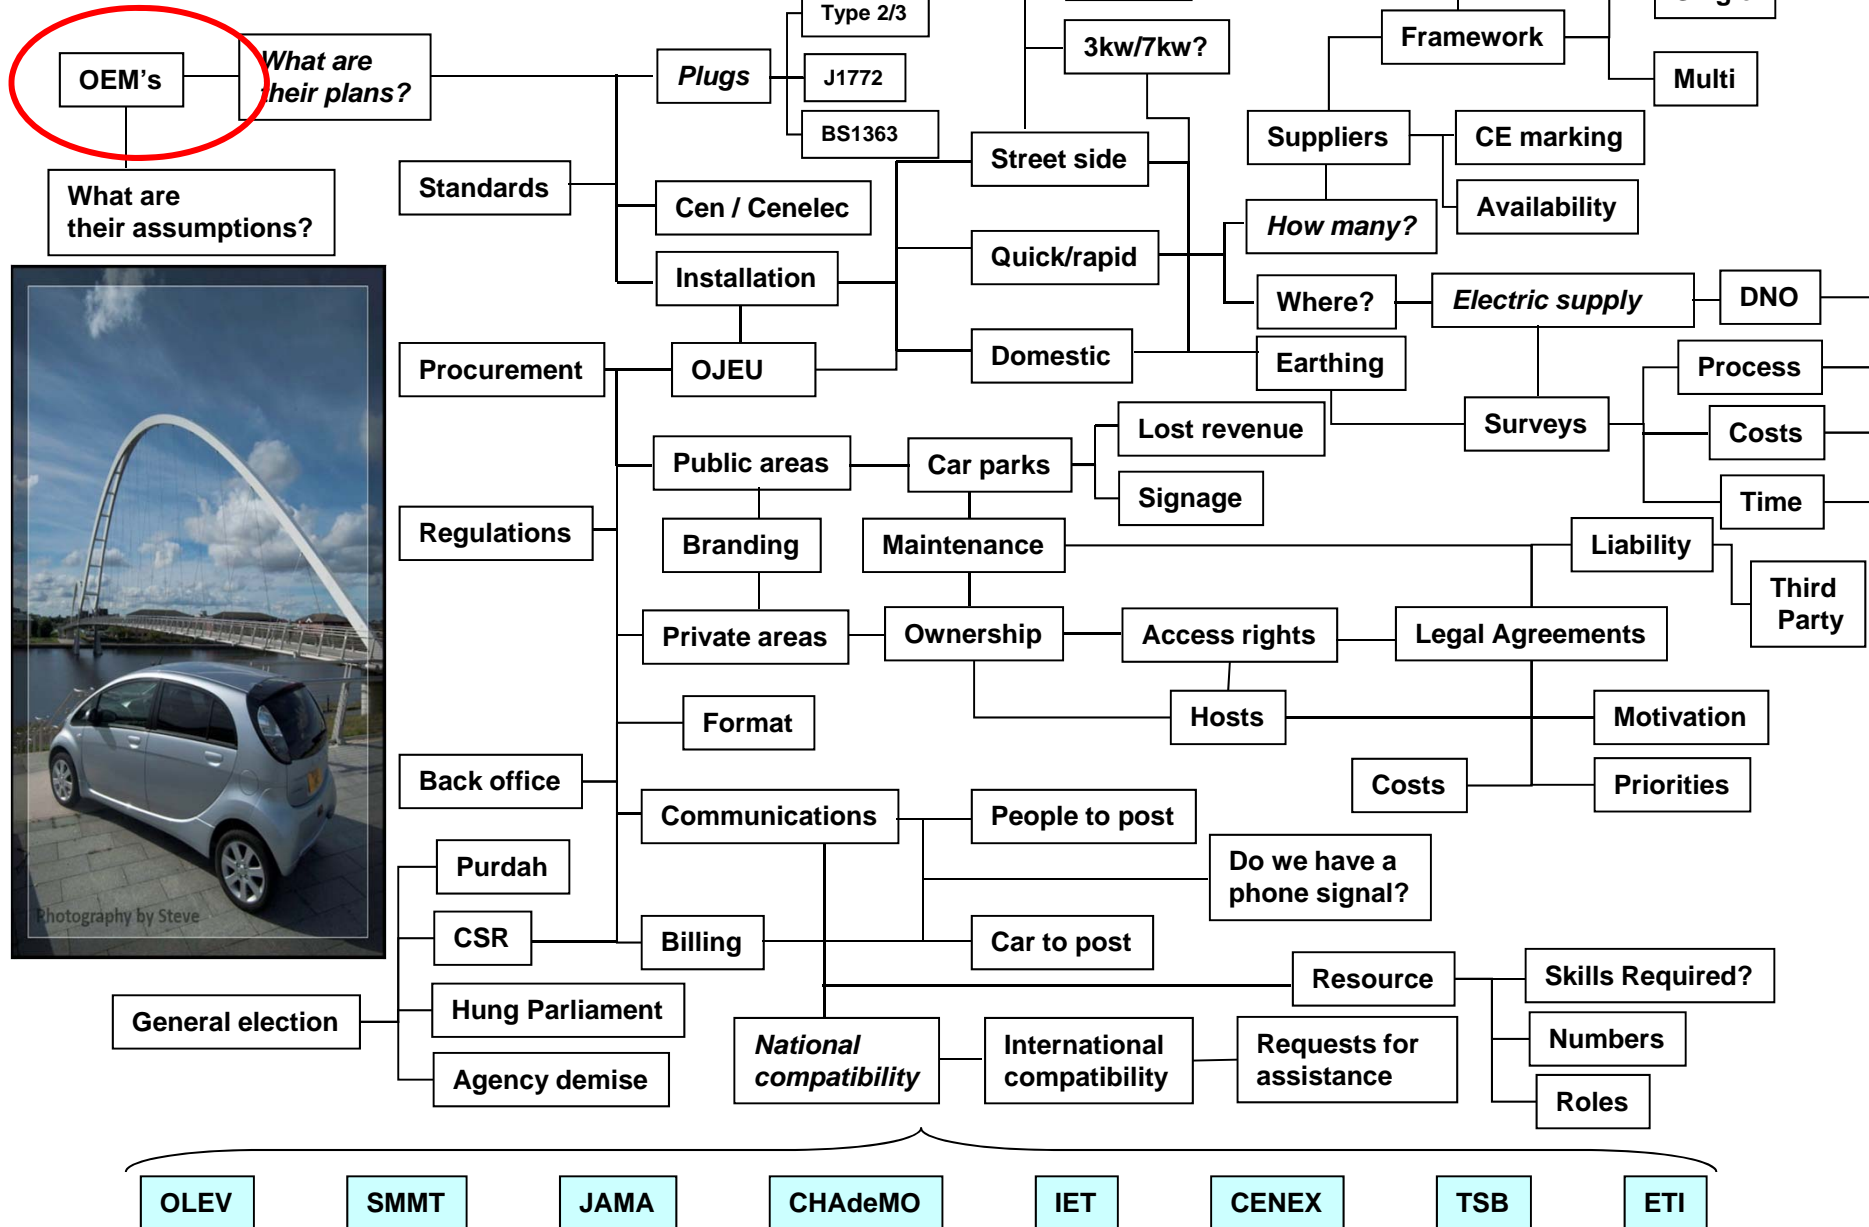 Type 2/3
OEM's
What are
their plans?
Plugs
J1772
BS1363
3kw/7kw?
Framework
Multi
Suppliers
CE marking
Availability
What are
their assumptions?
Standards
Cen / Cenelec
Installation
Street side
Quick/rapid
Domestic
How many?
Where?
Electric supply
DNO
Earthing
Process
Surveys
Costs
Time
Procurement
OJEU
Public areas
Car parks
Lost revenue
Signage
Regulations
Branding
Maintenance
Liability
Third
Party
Private areas
Ownership
Access rights
Legal Agreements
Format
Hosts
Motivation
Back office
Costs
Priorities
Communications
People to post
Do we have a
phone signal?
Purdah
CSR
Billing
Car to post
Photography by Steve
Resource
Skills Required?
General election
Hung Parliament
Numbers
Agency demise
National
compatibility
International
compatibility
Requests for
assistance
Roles
OLEV
SMMT
JAMA
CHAdeMO
IET
CENEX
TSB
ETI